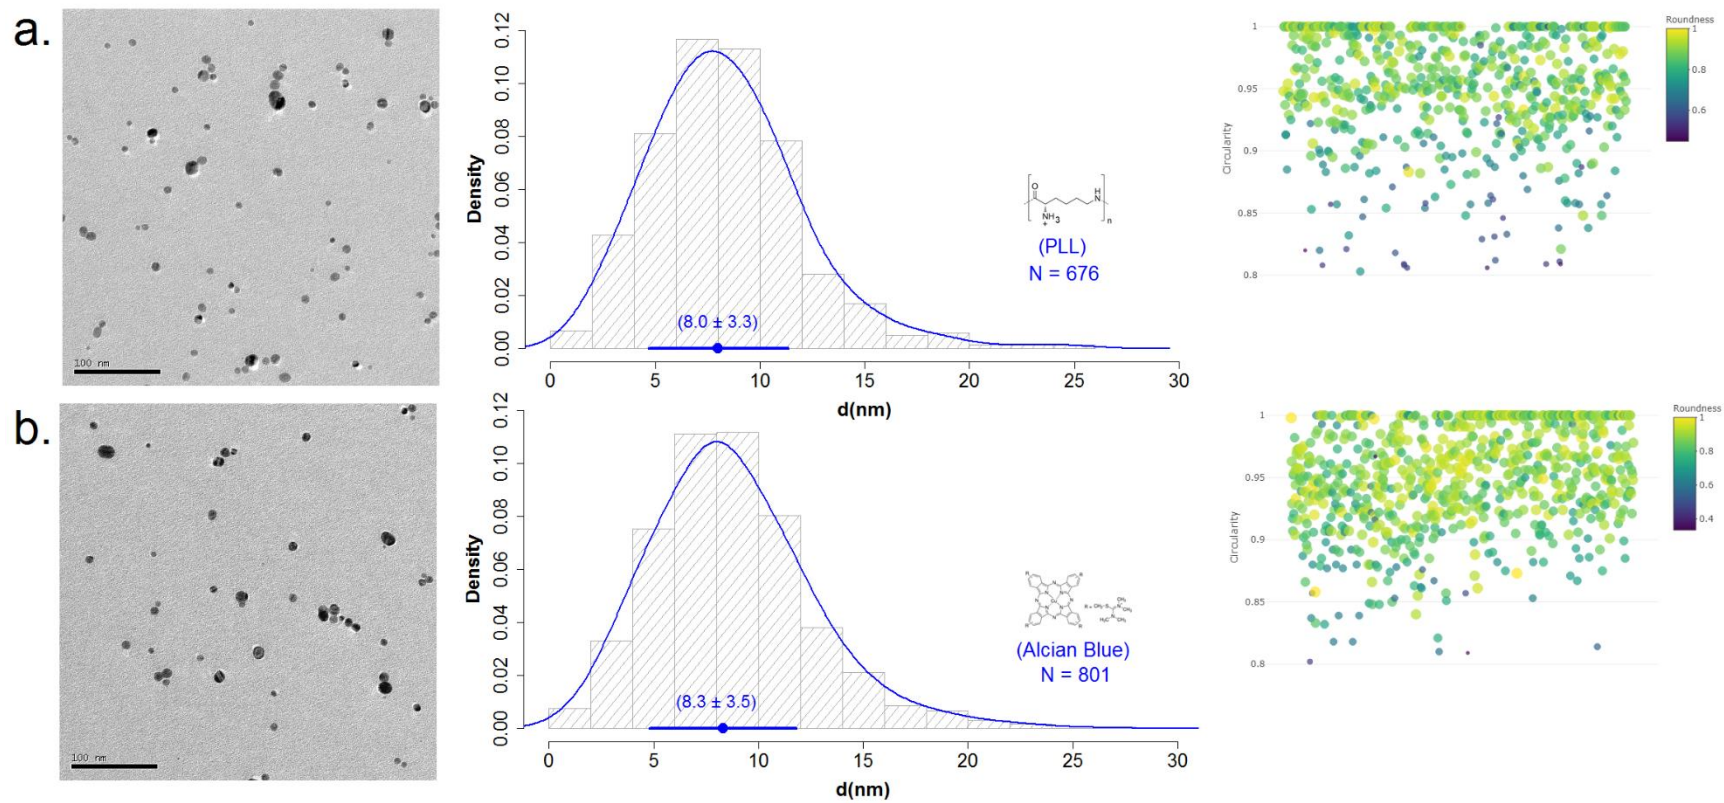 a.
100 nm
Density
0.00
0.02
0.04
0.06
0.08
0.10
0.12
(8.0 ± 3.3)
O
NH3
+
H
N
n
(PLL)
N = 676
0 5 10 15 20 25 30
d(nm)
Circularity
1
0.95
0.9
0.85
0.8
Roundness
1
0.8
0.6
b.
100 nm
Density
0.00
0.02
0.04
0.06
0.08
0.10
0.12
(8.3 ± 3.5)
(Alcian Blue)
N = 801
0 5 10 15 20 25 30
d(nm)
Circularity
1
0.95
0.9
0.85
0.8
Roundness
1
0.8
0.6
0.4